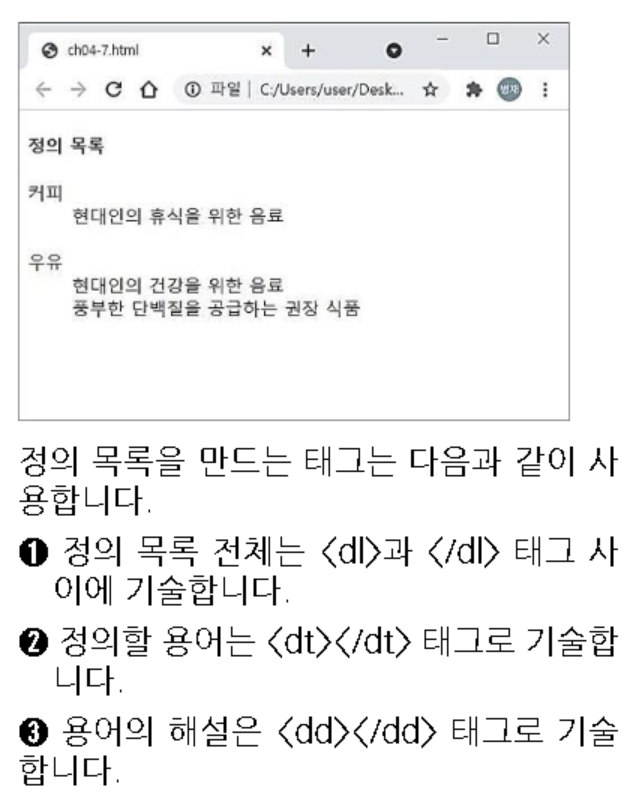 ch04-7.html
파일 | C:/Users/user/Desk...
범재
정의 목록
커피
현대인의 휴식을 위한 음료
우유
현대인의 건강을 위한 음료
풍부한 단백질을 공급하는 권장 식품
정의 목록을 만드는 태그는 다음과 같이 사
용합니다.
❶ 정의 목록 전체는 〈dl〉과 〈/dl〉 태그 사
이에 기술합니다.
❷ 정의할 용어는 〈dt〉〈/dt〉 태그로 기술합
니다.
❸ 용어의 해설은 〈dd〉〈/dd〉 태그로 기술
합니다.